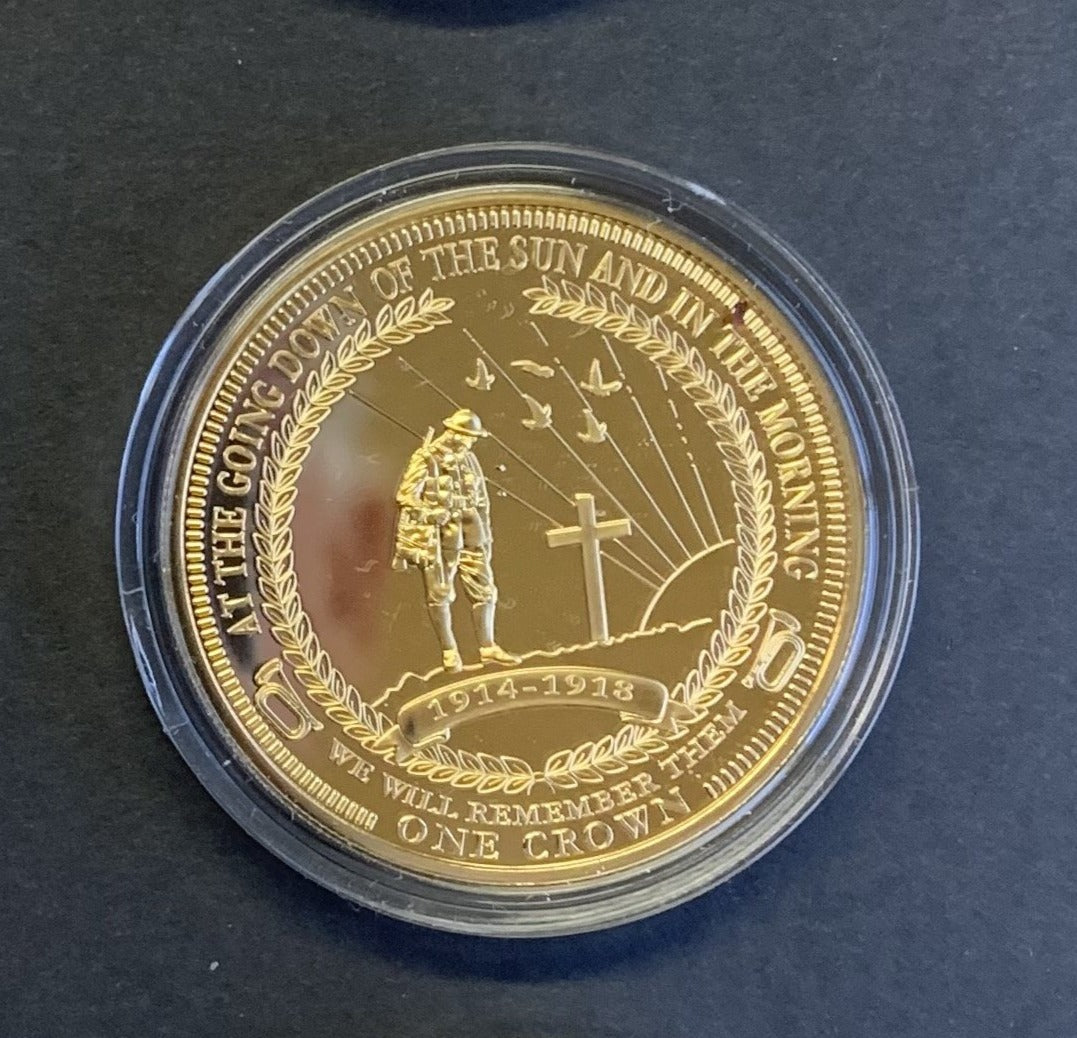 AT THE GOING DOWN OF THE SUN AND IN THE MORNING
1914-1918
WE WILL REMEMBER THEM
ONE CROWN